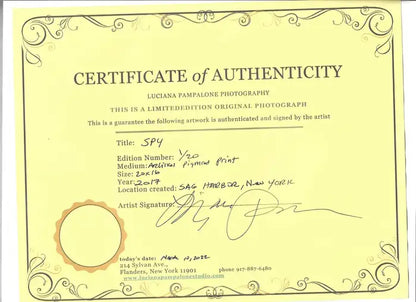 CERTIFICATE of AUTHENTICITY
LUCIANA PAMPALONE PHOTOGRAPHY
THIS IS A LIMITEDEDITION ORIGINAL PHOTOGRAPH
This is a guarantee the following artwork is authenticated and signed by the artist
Title: SPY
Edition Number: 1/20
Medium: Archival Pigment Print
Size: 20x16
Year: 2017
Location created: SAG HARBOR, NEW YORK
Artist Signature:
today's date: March 10, 2022
214 Sylvan Ave.,
Flanders, New York 11901 phone 917-887-6480
www.lucianapampalonestudio.com